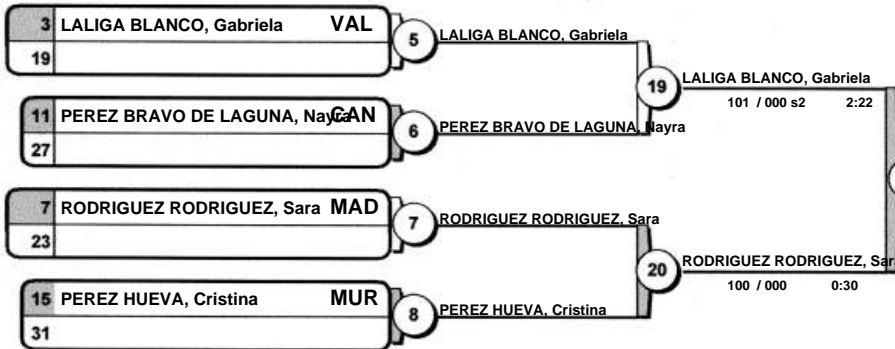 3 LALIGA BLANCO, Gabriela VAL
19
5 LALIGA BLANCO, Gabriela
11 PEREZ BRAVO DE LAGUNA, Nayra CAN
27
6 PEREZ BRAVO DE LAGUNA, Nayra
19 LALIGA BLANCO, Gabriela
101 / 000 s2 2:22
7 RODRIGUEZ RODRIGUEZ, Sara MAD
23
7 RODRIGUEZ RODRIGUEZ, Sara
15 PEREZ HUEVA, Cristina MUR
31
8 PEREZ HUEVA, Cristina
20 RODRIGUEZ RODRIGUEZ, Sara
100 / 000 0:30